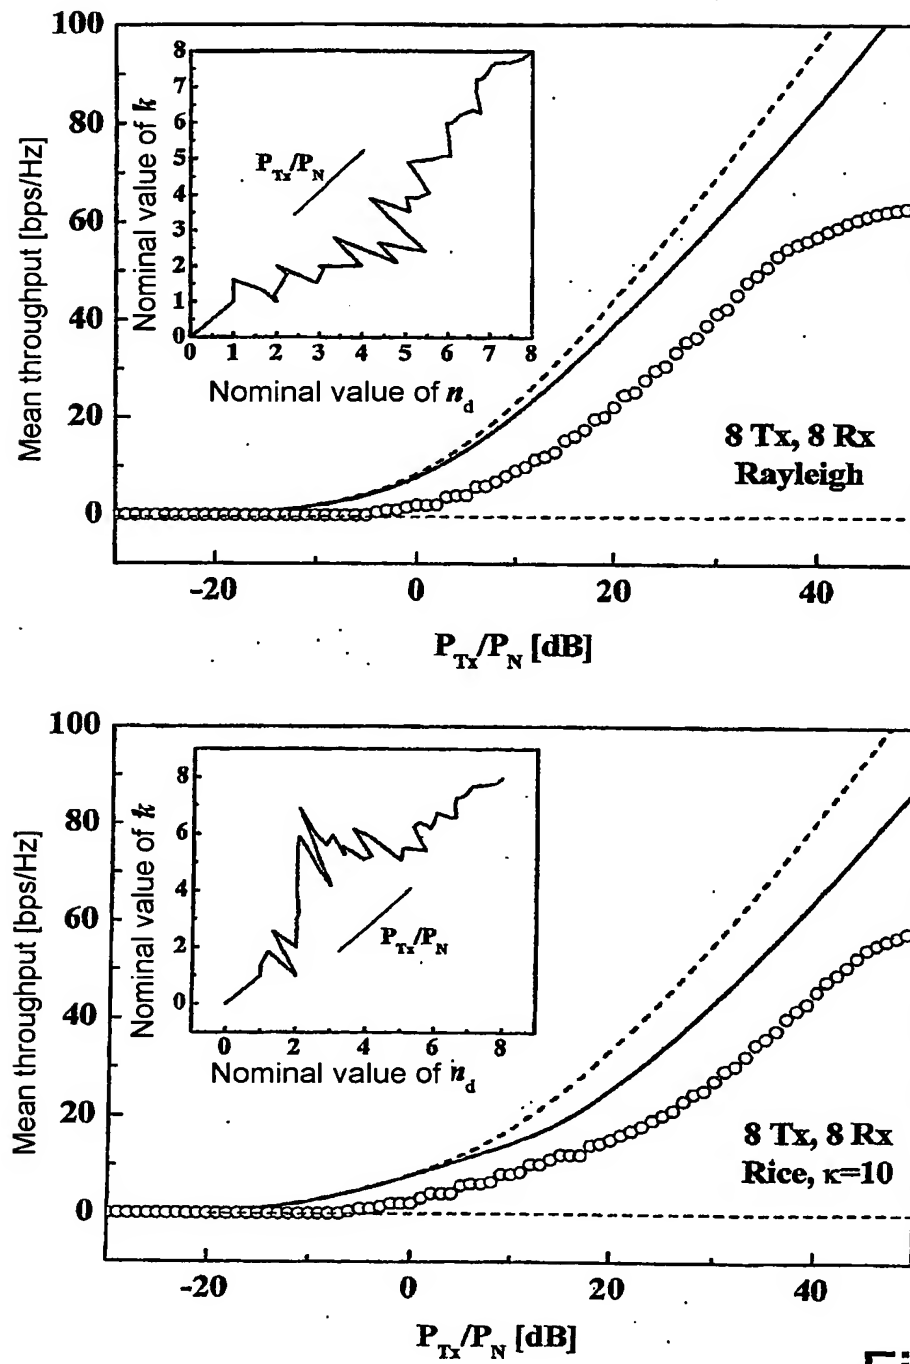 100
80
60
40
20
0
Mean throughput [bps/Hz]
8
7
6
5
4
3
2
1
0
Nominal value of k
P_Tx/P_N
0 1 2 3 4 5 6 7 8
Nominal value of n_d
8 Tx, 8 Rx
Rayleigh
-20 0 20 40
P_Tx/P_N [dB]
100
80
60
40
20
0
Mean throughput [bps/Hz]
8
6
4
2
0
Nominal value of k
P_Tx/P_N
0 2 4 6 8
Nominal value of n_d
8 Tx, 8 Rx
Rice, κ=10
-20 0 20 40
P_Tx/P_N [dB]